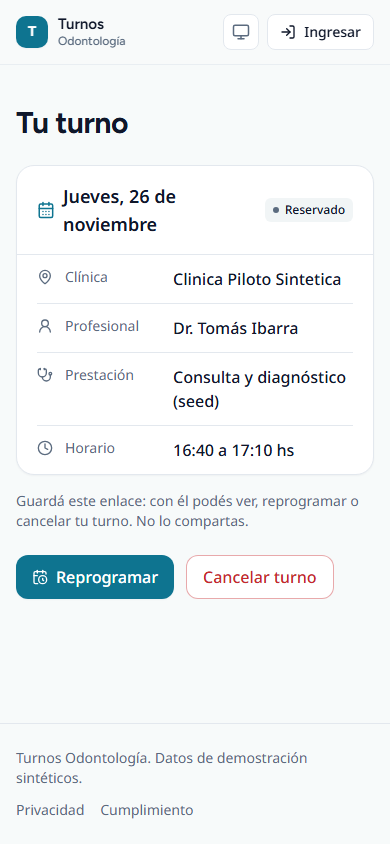 T
Turnos
Odontología
Ingresar
Tu turno
Jueves, 26 de
noviembre
Reservado
Clínica
Clinica Piloto Sintetica
Profesional
Dr. Tomás Ibarra
Prestación
Consulta y diagnóstico
(seed)
Horario
16:40 a 17:10 hs
Guardá este enlace: con él podés ver, reprogramar o
cancelar tu turno. No lo compartas.
Reprogramar
Cancelar turno
Turnos Odontología. Datos de demostración
sintéticos.
Privacidad
Cumplimiento